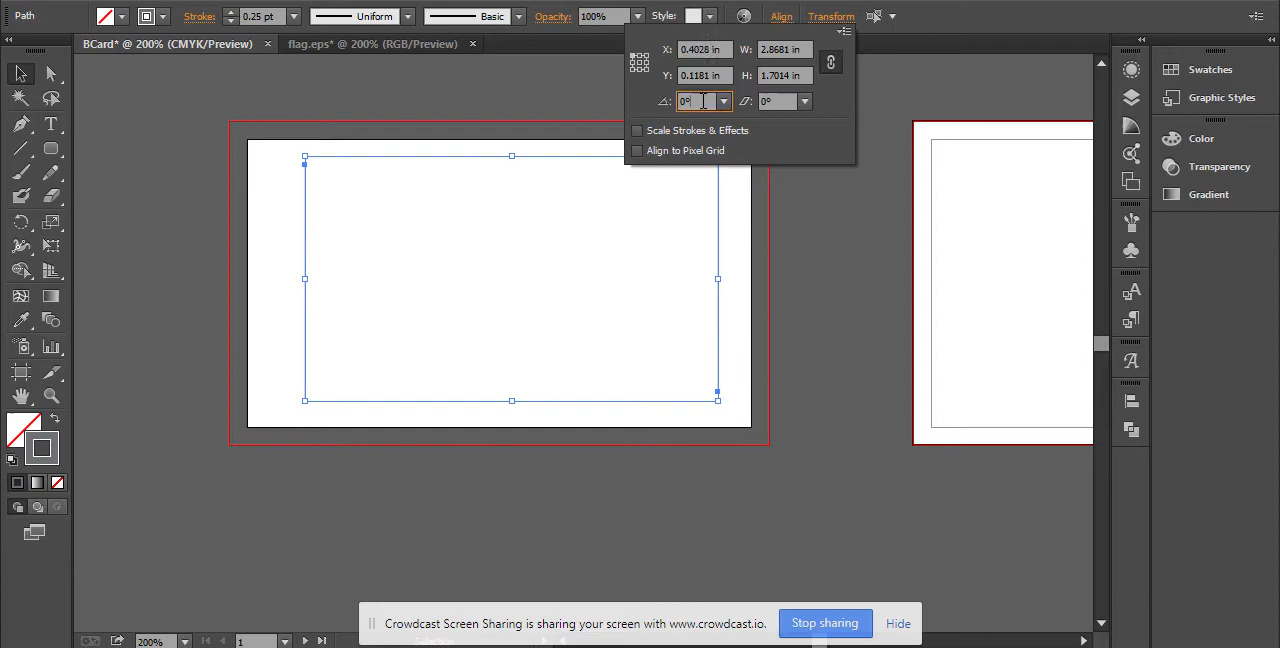 Path
Stroke:
0.25 pt
Uniform
Basic
Opacity:
100%
Style:
Align
Transform
BCard* @ 200% (CMYK/Preview) ×
flag.eps* @ 200% (RGB/Preview) ×
X: 0.4028 in W: 2.8681 in
Y: 0.1181 in H: 1.7014 in
0° 0°
Scale Strokes & Effects
Align to Pixel Grid
Swatches
Graphic Styles
Color
Transparency
Gradient
Crowdcast Screen Sharing is sharing your screen with www.crowdcast.io. Stop sharing Hide
200% 1 Selection